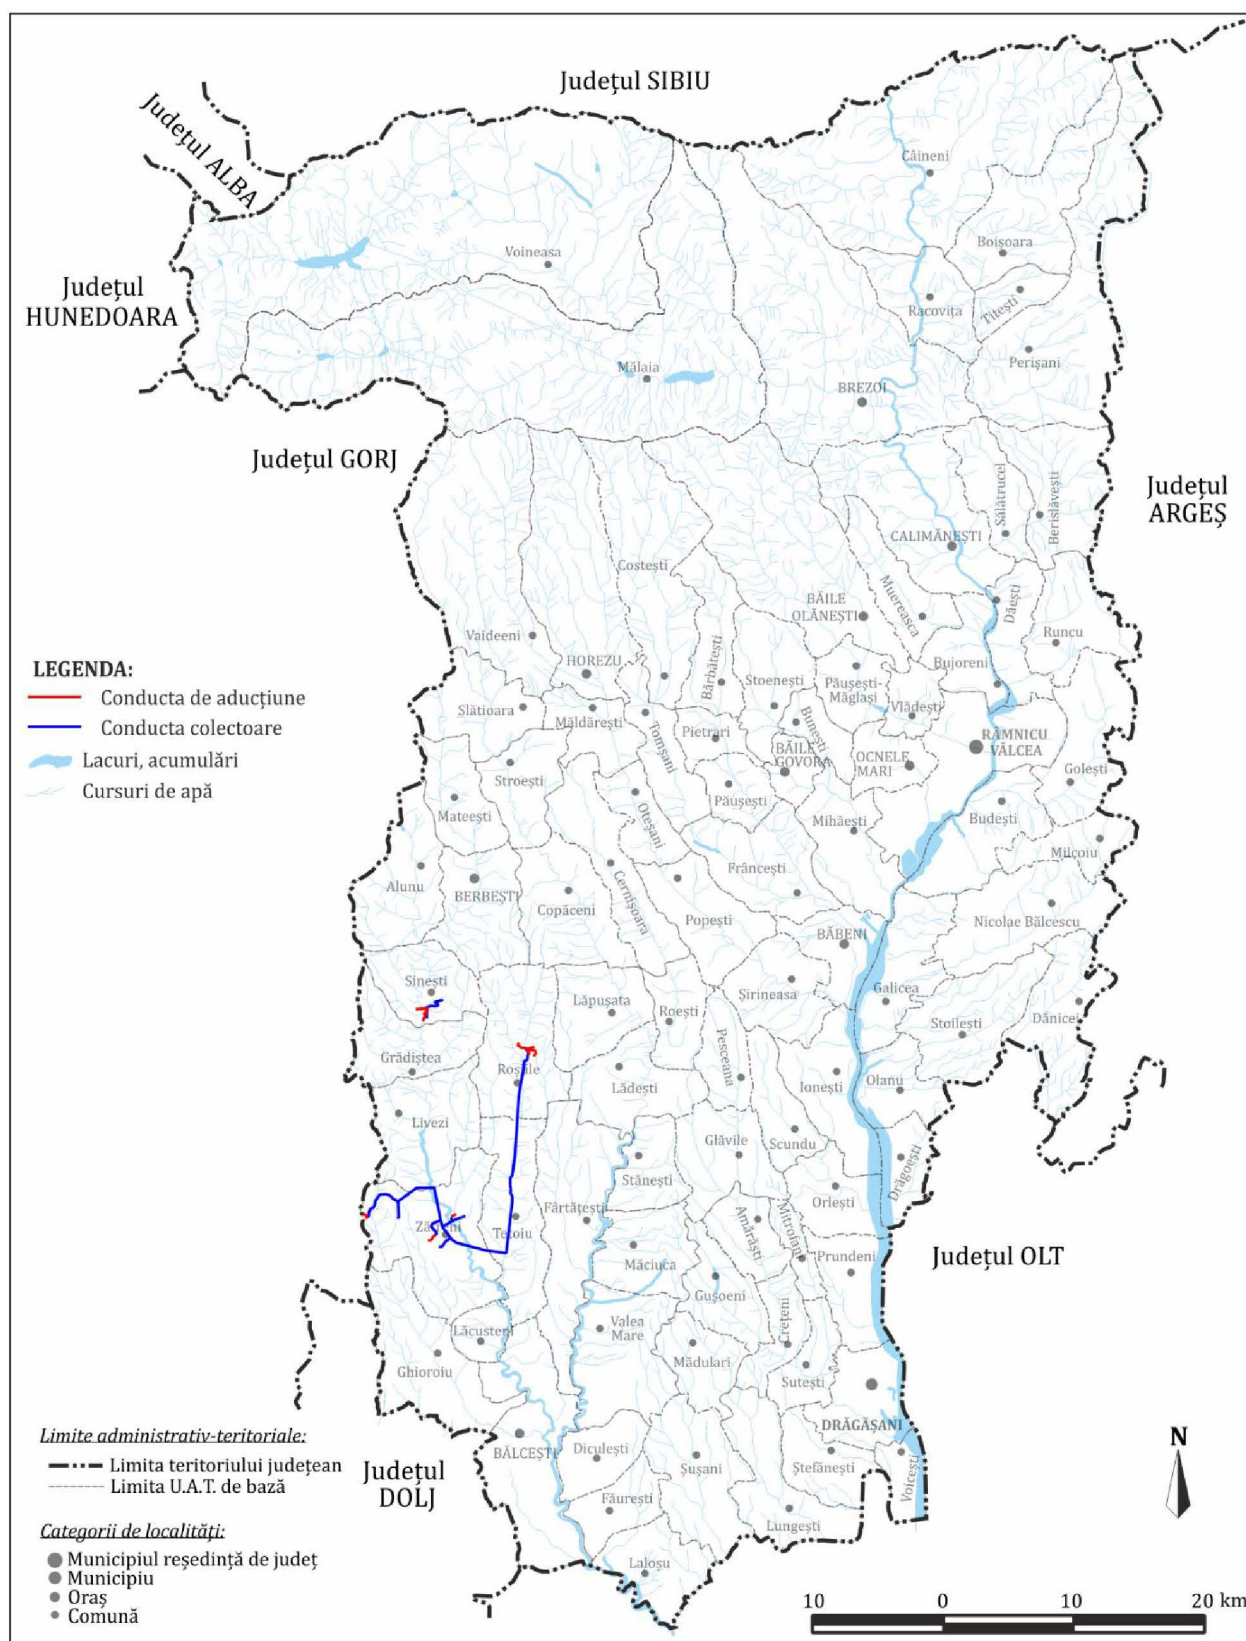 Județul SIBIU
Județul ALBA
Câineni
Boișoara
Voineasa
Județul
HUNEDOARA
Racovița
Titești
Perișani
Mălaia
BREZOI
Județul GORJ
Județul
ARGEȘ
Sălătrucel
Berislăvești
CALIMĂNEȘTI
Costești
Muereasca
BĂILE
OLĂNEȘTI
Dăești
Vaideeni
Runcu
HOREZU
Bărbătești
Bujoreni
LEGENDA:
Conducta de aducțiune
Conducta colectoare
Lacuri, acumulări
Cursuri de apă
Stoenești
Păușești-
Măglași
Vlădești
Slătioara
Măldărești
Tomșani
Pietrari
Bunești
RÂMNICU
VÂLCEA
BĂILE
GOVORA
OCNELE
MARI
Golești
Stroești
Păușești
Mateești
Oteșani
Mihăești
Budești
Milcoiu
Frâncești
Alunu
BERBEȘTI
Copăceni
Cernișoara
Popești
Nicolae Bălcescu
BĂBENI
Sinești
Lăpușata
Roești
Șirineasa
Galicea
Stoilești
Dănicei
Pesceana
Grădiștea
Roșiile
Lădești
Ionești
Olanu
Livezi
Glăvile
Scundu
Drăgoești
Stănești
Orlești
Fârtățești
Tetoiu
Amărăști
Mitrofani
Prundeni
Județul OLT
Măciuca
Gușoeni
Crețeni
Lăcusteni
Valea
Mare
Mădulari
Ghioroiu
Sutești
DRĂGĂȘANI
Limite administrativ-teritoriale:
Limita teritoriului județean
Limita U.A.T. de bază
Județul
DOLJ
BĂLCEȘTI
Diculești
Șușani
Ștefănești
Voicești
N
Făurești
Lungești
Categorii de localități:
Municipiul reședință de județ
Municipiu
Oraș
Comună
Laloșu
10 0 10 20 km